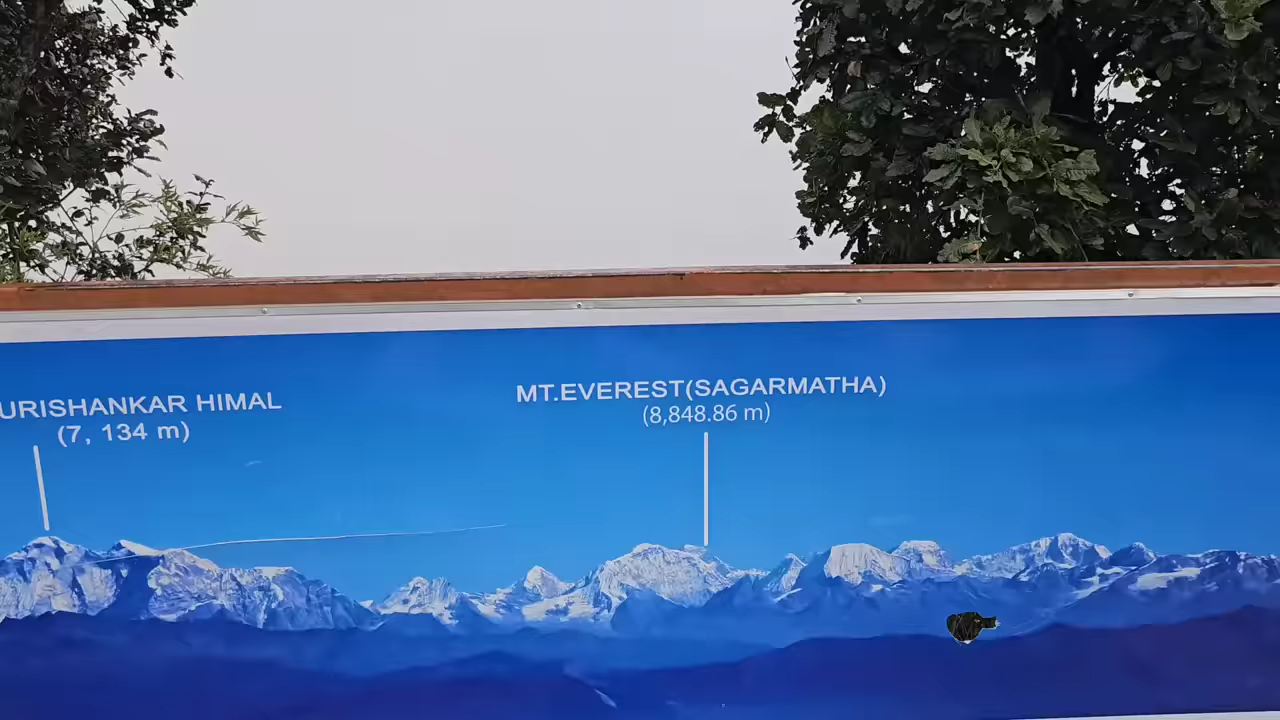 URISHANKAR HIMAL
(7, 134 m)
MT.EVEREST(SAGARMATHA)
(8,848.86 m)